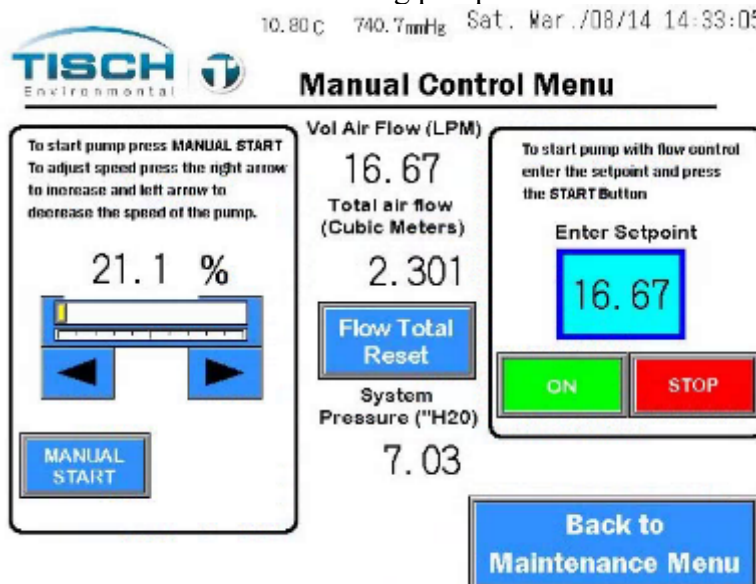 10.80 C 740.7mmHg Sat. Mar./08/14 14:33:05
TISCH
Environmental
Manual Control Menu
To start pump press MANUAL START
To adjust speed press the right arrow
to increase and left arrow to
decrease the speed of the pump.
21.1 %
MANUAL
START
Vol Air Flow (LPM)
16.67
Total air flow
(Cubic Meters)
2.301
Flow Total
Reset
System
Pressure ("H20)
7.03
To start pump with flow control
enter the setpoint and press
the START Button
Enter Setpoint
16.67
ON
STOP
Back to
Maintenance Menu